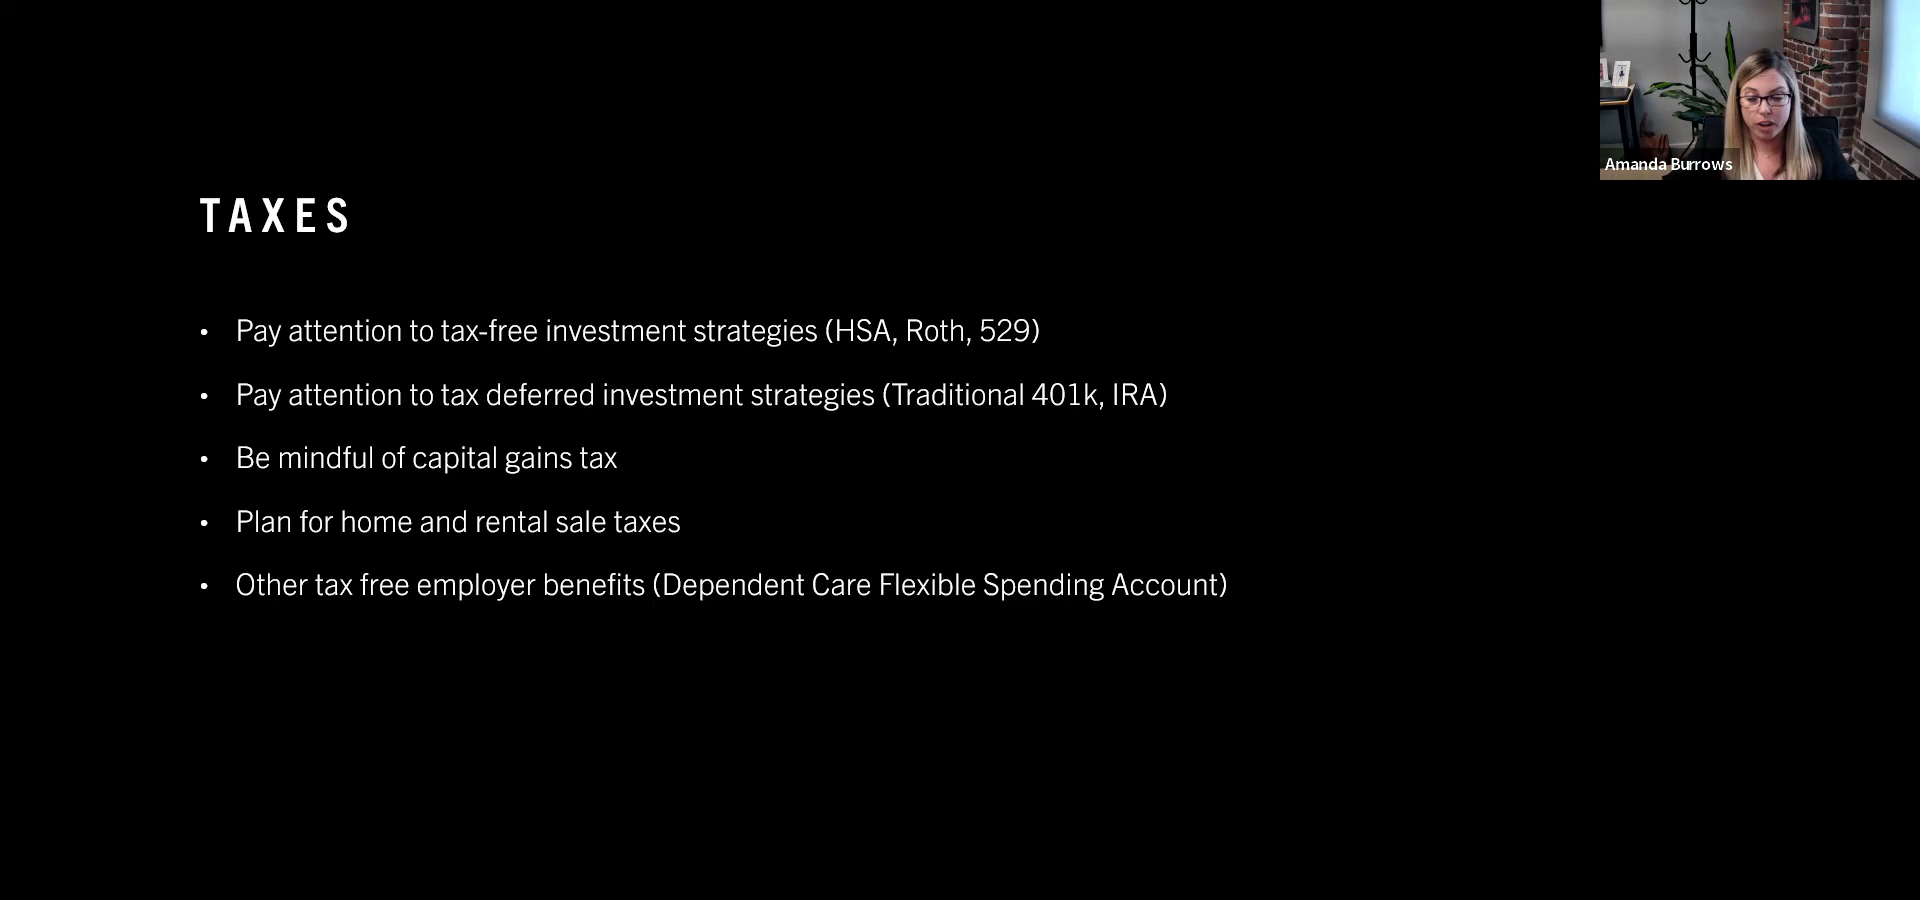 Amanda Burrows
TAXES
• Pay attention to tax-free investment strategies (HSA, Roth, 529)
• Pay attention to tax deferred investment strategies (Traditional 401k, IRA)
• Be mindful of capital gains tax
• Plan for home and rental sale taxes
• Other tax free employer benefits (Dependent Care Flexible Spending Account)